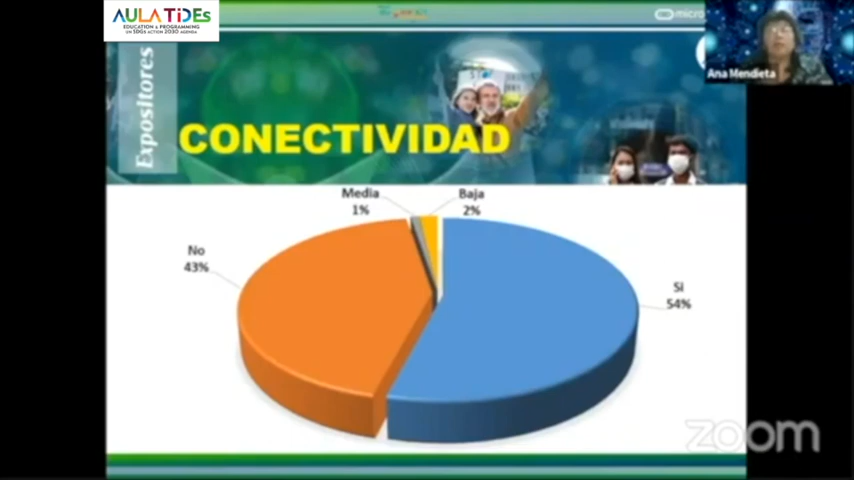 AULA TiDEs
EDUCATION & PROGRAMMING
EN SDGs ACTION 2030 AGENDA
Ana Mendieta
Expositores
CONECTIVIDAD
Media
1%
Baja
2%
No
43%
Si
54%
zoom